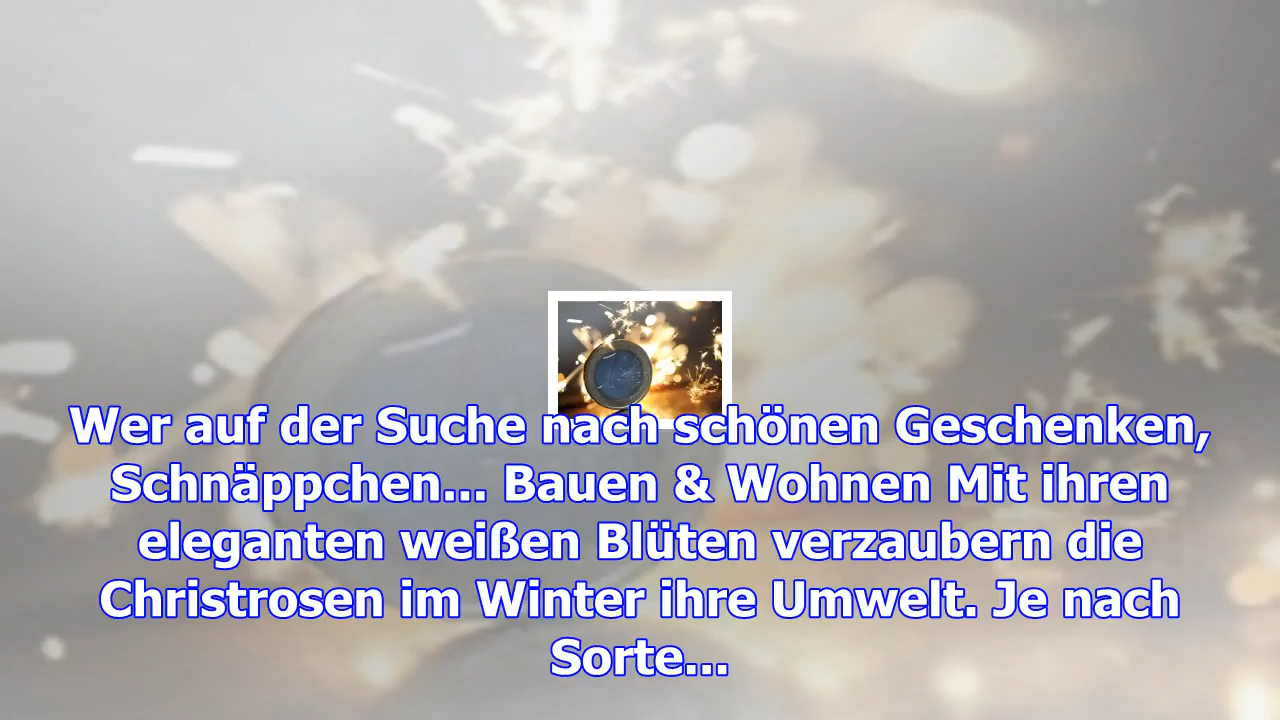 Wer auf der Suche nach schönen Geschenken,
Schnäppchen... Bauen & Wohnen Mit ihren
eleganten weißen Blüten verzaubern die
Christrosen im Winter ihre Umwelt. Je nach
Sorte...